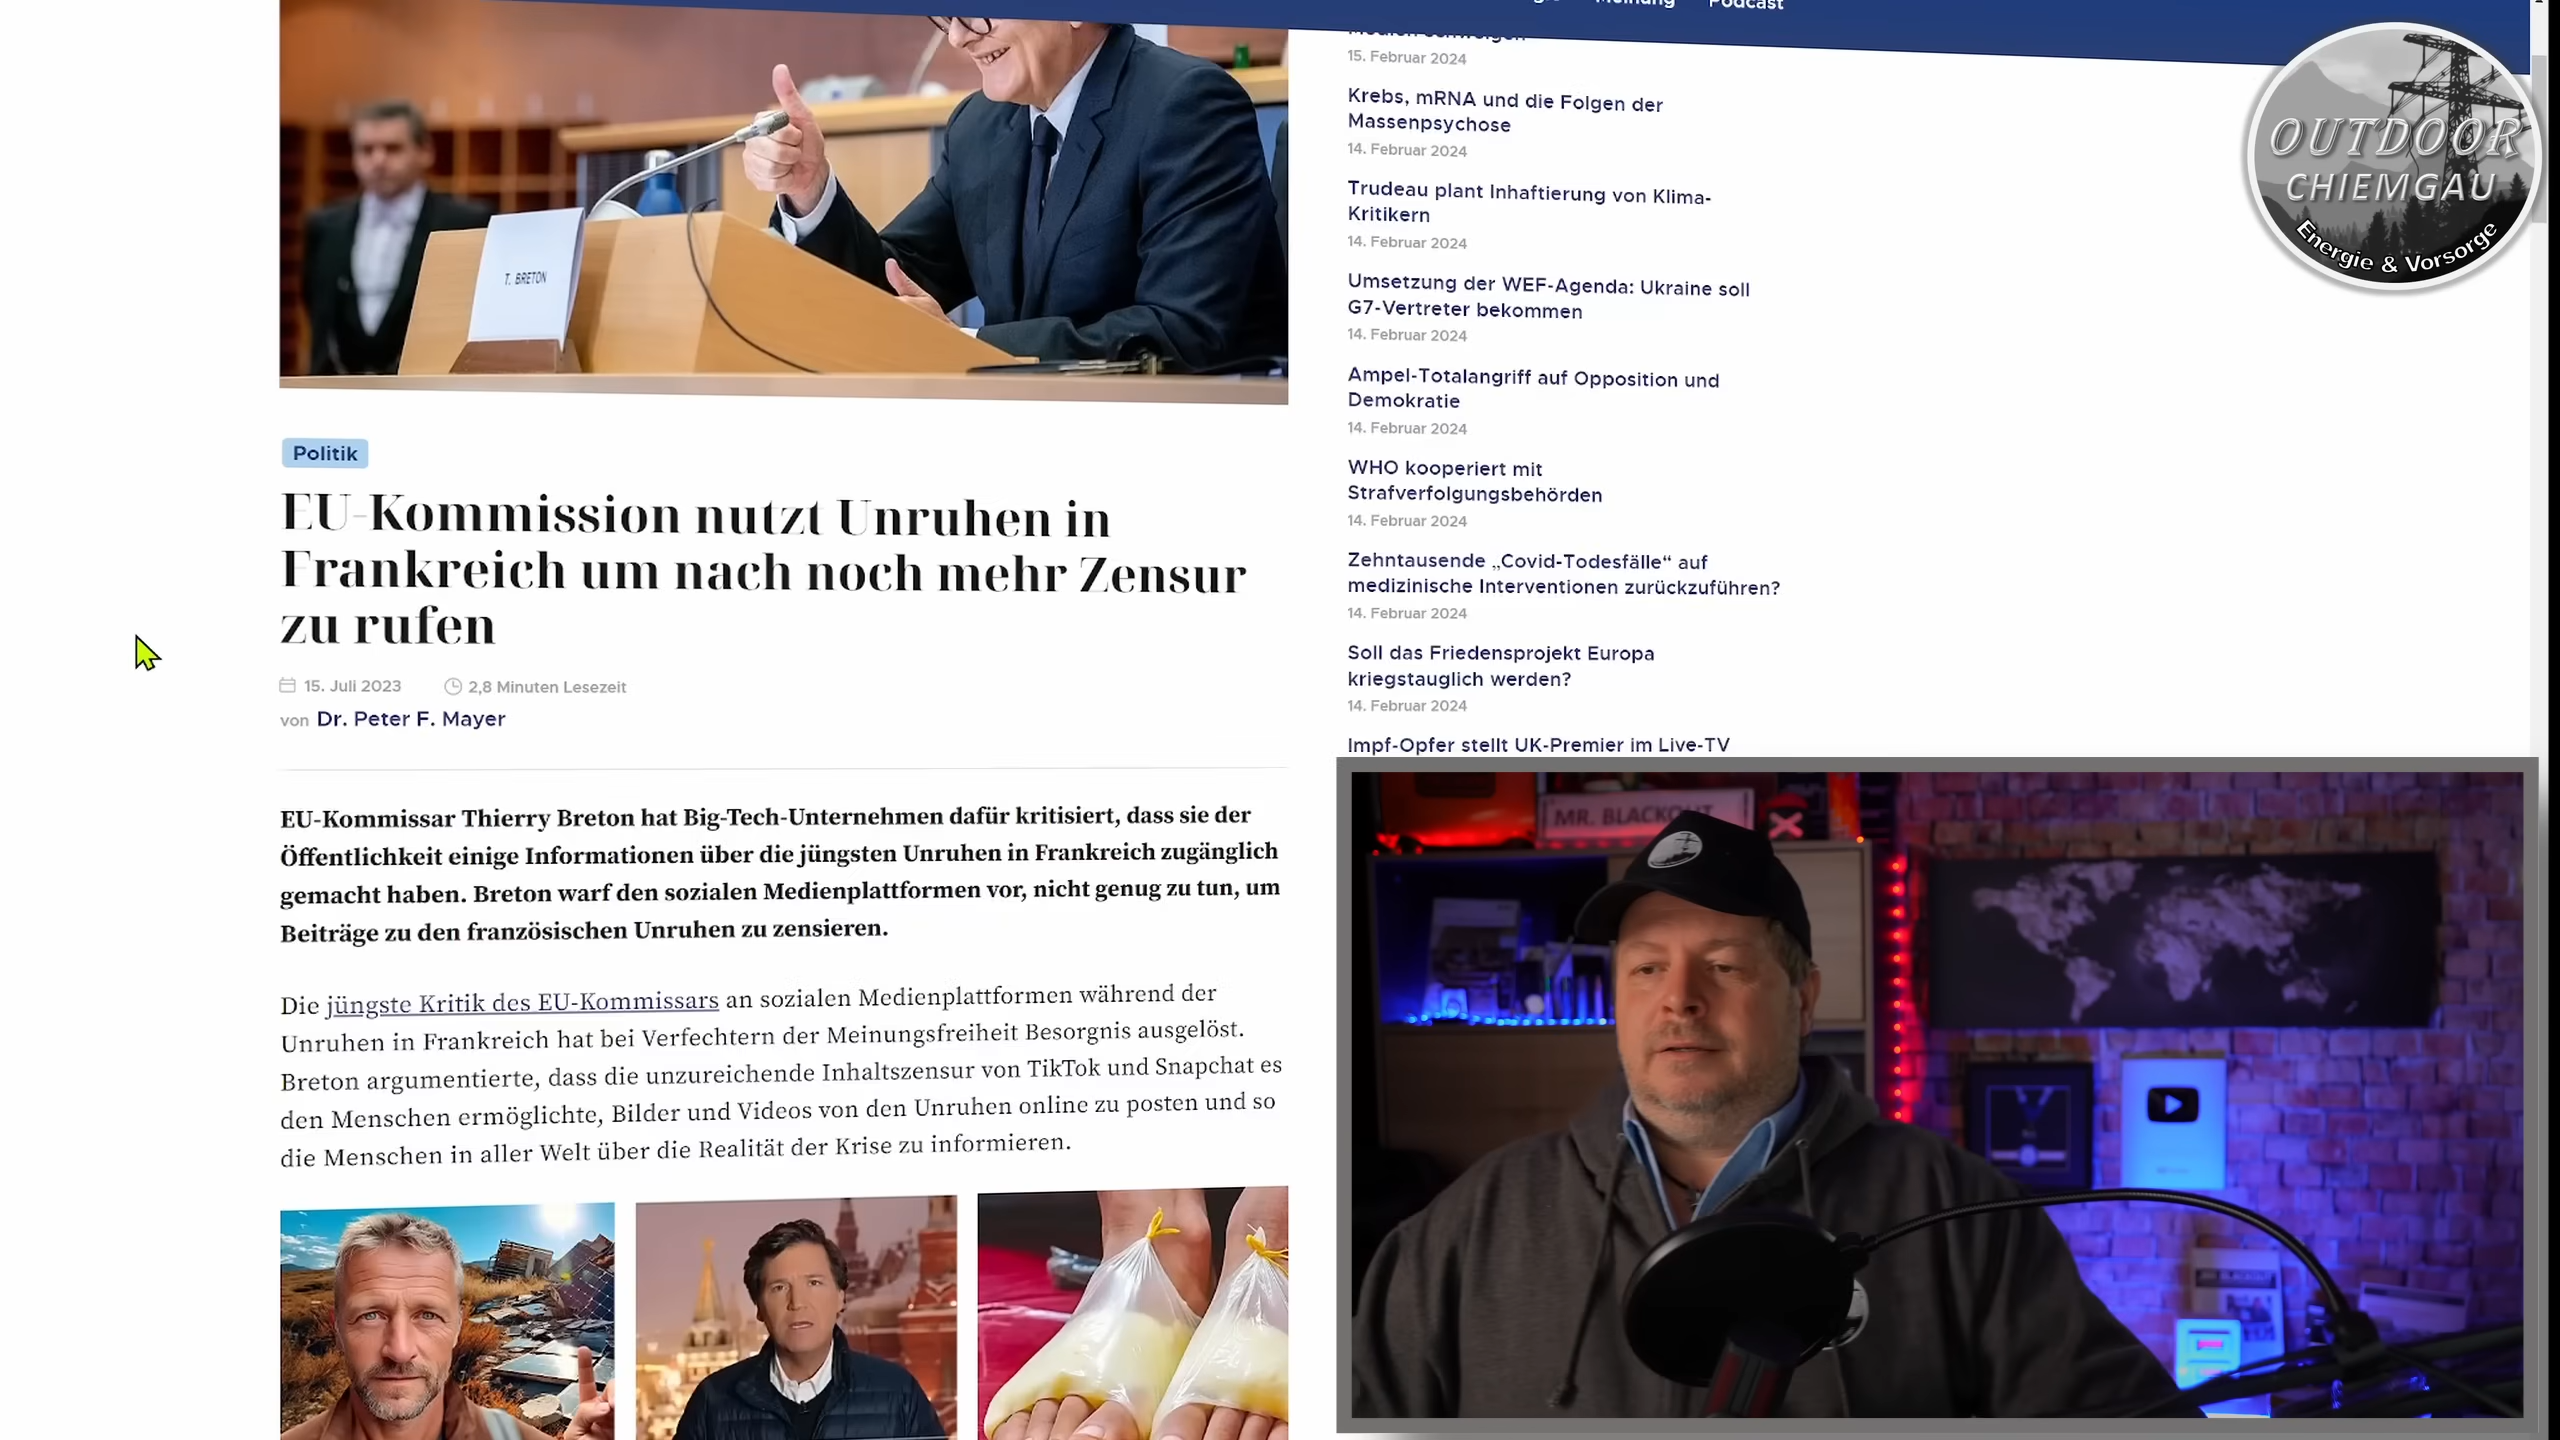 Meinung Podcast
T. BRETON
Politik
EU-Kommission nutzt Unruhen in
Frankreich um nach noch mehr Zensur
zu rufen
15. Juli 2023 2,8 Minuten Lesezeit
von Dr. Peter F. Mayer
EU-Kommissar Thierry Breton hat Big-Tech-Unternehmen dafür kritisiert, dass sie der
Öffentlichkeit einige Informationen über die jüngsten Unruhen in Frankreich zugänglich
gemacht haben. Breton warf den sozialen Medienplattformen vor, nicht genug zu tun, um
Beiträge zu den französischen Unruhen zu zensieren.
Die jüngste Kritik des EU-Kommissars an sozialen Medienplattformen während der
Unruhen in Frankreich hat bei Verfechtern der Meinungsfreiheit Besorgnis ausgelöst.
Breton argumentierte, dass die unzureichende Inhaltszensur von TikTok und Snapchat es
den Menschen ermöglichte, Bilder und Videos von den Unruhen online zu posten und so
die Menschen in aller Welt über die Realität der Krise zu informieren.
15. Februar 2024
Krebs, mRNA und die Folgen der
Massenpsychose
14. Februar 2024
Trudeau plant Inhaftierung von Klima-
Kritikern
14. Februar 2024
Umsetzung der WEF-Agenda: Ukraine soll
G7-Vertreter bekommen
14. Februar 2024
Ampel-Totalangriff auf Opposition und
Demokratie
14. Februar 2024
WHO kooperiert mit
Strafverfolgungsbehörden
14. Februar 2024
Zehntausende „Covid-Todesfälle“ auf
medizinische Interventionen zurückzuführen?
14. Februar 2024
Soll das Friedensprojekt Europa
kriegstauglich werden?
14. Februar 2024
Impf-Opfer stellt UK-Premier im Live-TV
OUTDOOR
CHIEMGAU
Energie & Vorsorge
MR. BLACKOUT